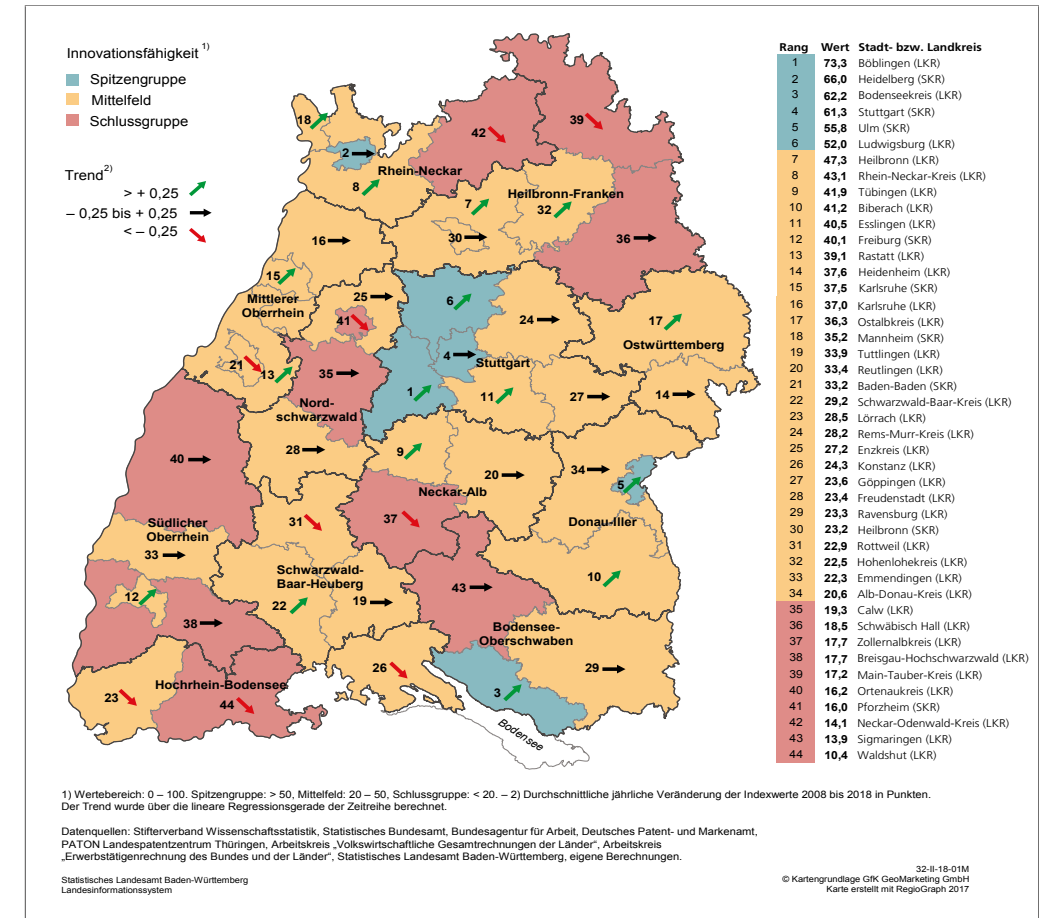 Innovationsfähigkeit 1)
Spitzengruppe
Mittelfeld
Schlussgruppe
Trend2)
> + 0,25
– 0,25 bis + 0,25
< – 0,25
18
2
Rhein-Neckar
8
42
39
Heilbronn-Franken
7
32
30
36
16
15
Mittlerer
Oberrhein
25
41
6
24
17
Ostwürttemberg
4
Stuttgart
21
13
35
1
11
27
14
Nord-
schwarzwald
28
9
40
20
34
5
Neckar-Alb
Donau-Iller
31
37
Südlicher
Oberrhein
33
Schwarzwald-
Baar-Heuberg
22
19
43
10
12
38
Bodensee-
Oberschwaben
26
29
Hochrhein-Bodensee
23
44
3
Bodensee
Rang Wert Stadt- bzw. Landkreis
1 73,3 Böblingen (LKR)
2 66,0 Heidelberg (SKR)
3 62,2 Bodenseekreis (LKR)
4 61,3 Stuttgart (SKR)
5 55,8 Ulm (SKR)
6 52,0 Ludwigsburg (LKR)
7 47,3 Heilbronn (LKR)
8 43,1 Rhein-Neckar-Kreis (LKR)
9 41,9 Tübingen (LKR)
10 41,2 Biberach (LKR)
11 40,5 Esslingen (LKR)
12 40,1 Freiburg (SKR)
13 39,1 Rastatt (LKR)
14 37,6 Heidenheim (LKR)
15 37,5 Karlsruhe (SKR)
16 37,0 Karlsruhe (LKR)
17 36,3 Ostalbkreis (LKR)
18 35,2 Mannheim (SKR)
19 33,9 Tuttlingen (LKR)
20 33,4 Reutlingen (LKR)
21 33,2 Baden-Baden (SKR)
22 29,2 Schwarzwald-Baar-Kreis (LKR)
23 28,5 Lörrach (LKR)
24 28,2 Rems-Murr-Kreis (LKR)
25 27,2 Enzkreis (LKR)
26 24,3 Konstanz (LKR)
27 23,6 Göppingen (LKR)
28 23,4 Freudenstadt (LKR)
29 23,3 Ravensburg (LKR)
30 23,2 Heilbronn (SKR)
31 22,9 Rottweil (LKR)
32 22,5 Hohenlohekreis (LKR)
33 22,3 Emmendingen (LKR)
34 20,6 Alb-Donau-Kreis (LKR)
35 19,3 Calw (LKR)
36 18,5 Schwäbisch Hall (LKR)
37 17,7 Zollernalbkreis (LKR)
38 17,7 Breisgau-Hochschwarzwald (LKR)
39 17,2 Main-Tauber-Kreis (LKR)
40 16,2 Ortenaukreis (LKR)
41 16,0 Pforzheim (SKR)
42 14,1 Neckar-Odenwald-Kreis (LKR)
43 13,9 Sigmaringen (LKR)
44 10,4 Waldshut (LKR)
1) Wertebereich: 0 – 100. Spitzengruppe: > 50, Mittelfeld: 20 – 50, Schlussgruppe: < 20. – 2) Durchschnittliche jährliche Veränderung der Indexwerte 2008 bis 2018 in Punkten.
Der Trend wurde über die lineare Regressionsgerade der Zeitreihe berechnet.
Datenquellen: Stifterverband Wissenschaftsstatistik, Statistisches Bundesamt, Bundesagentur für Arbeit, Deutsches Patent- und Markenamt,
PATON Landespatentzentrum Thüringen, Arbeitskreis „Volkswirtschaftliche Gesamtrechnungen der Länder“, Arbeitskreis
„Erwerbstätigenrechnung des Bundes und der Länder“, Statistisches Landesamt Baden-Württemberg, eigene Berechnungen.
Statistisches Landesamt Baden-Württemberg
Landesinformationssystem
32-II-18-01M
© Kartengrundlage GfK GeoMarketing GmbH
Karte erstellt mit RegioGraph 2017